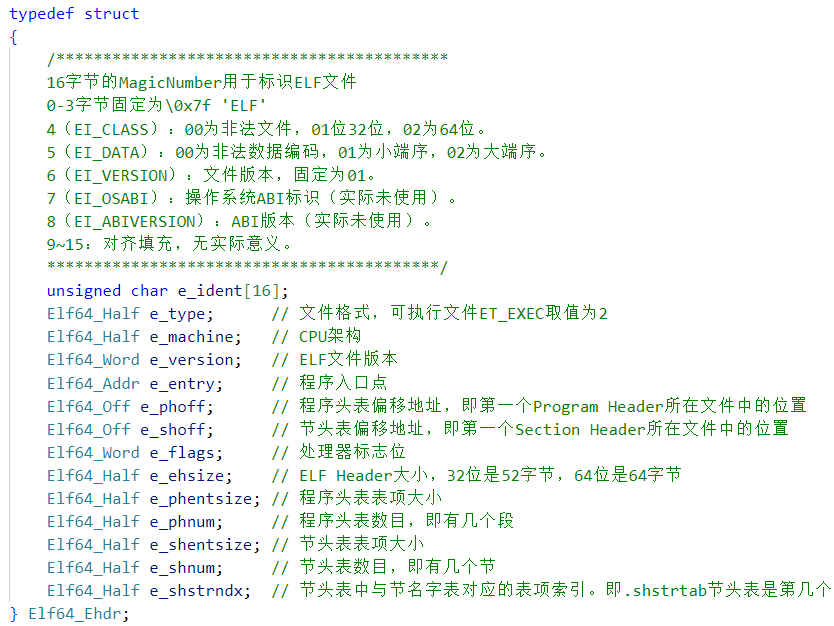 typedef struct
{
/******************************************
16字节的MagicNumber用于标识ELF文件
0-3字节固定为\0x7f 'ELF'
4（EI_CLASS）：00为非法文件，01位32位，02为64位。
5（EI_DATA）：00为非法数据编码，01为小端序，02为大端序。
6（EI_VERSION）：文件版本，固定为01。
7（EI_OSABI）：操作系统ABI标识（实际未使用）。
8（EI_ABIVERSION）：ABI版本（实际未使用）。
9~15：对齐填充，无实际意义。
******************************************/
unsigned char e_ident[16];
Elf64_Half e_type;      // 文件格式，可执行文件ET_EXEC取值为2
Elf64_Half e_machine;   // CPU架构
Elf64_Word e_version;   // ELF文件版本
Elf64_Addr e_entry;     // 程序入口点
Elf64_Off e_phoff;      // 程序头表偏移地址，即第一个Program Header所在文件中的位置
Elf64_Off e_shoff;      // 节头表偏移地址，即第一个Section Header所在文件中的位置
Elf64_Word e_flags;     // 处理器标志位
Elf64_Half e_ehsize;    // ELF Header大小，32位是52字节，64位是64字节
Elf64_Half e_phentsize; // 程序头表表项大小
Elf64_Half e_phnum;     // 程序头表数目，即有几个段
Elf64_Half e_shentsize; // 节头表表项大小
Elf64_Half e_shnum;     // 节头表数目，即有几个节
Elf64_Half e_shstrndx;  // 节头表中与节名字表对应的表项索引。即.shstrtab节头表是第几个
} Elf64_Ehdr;